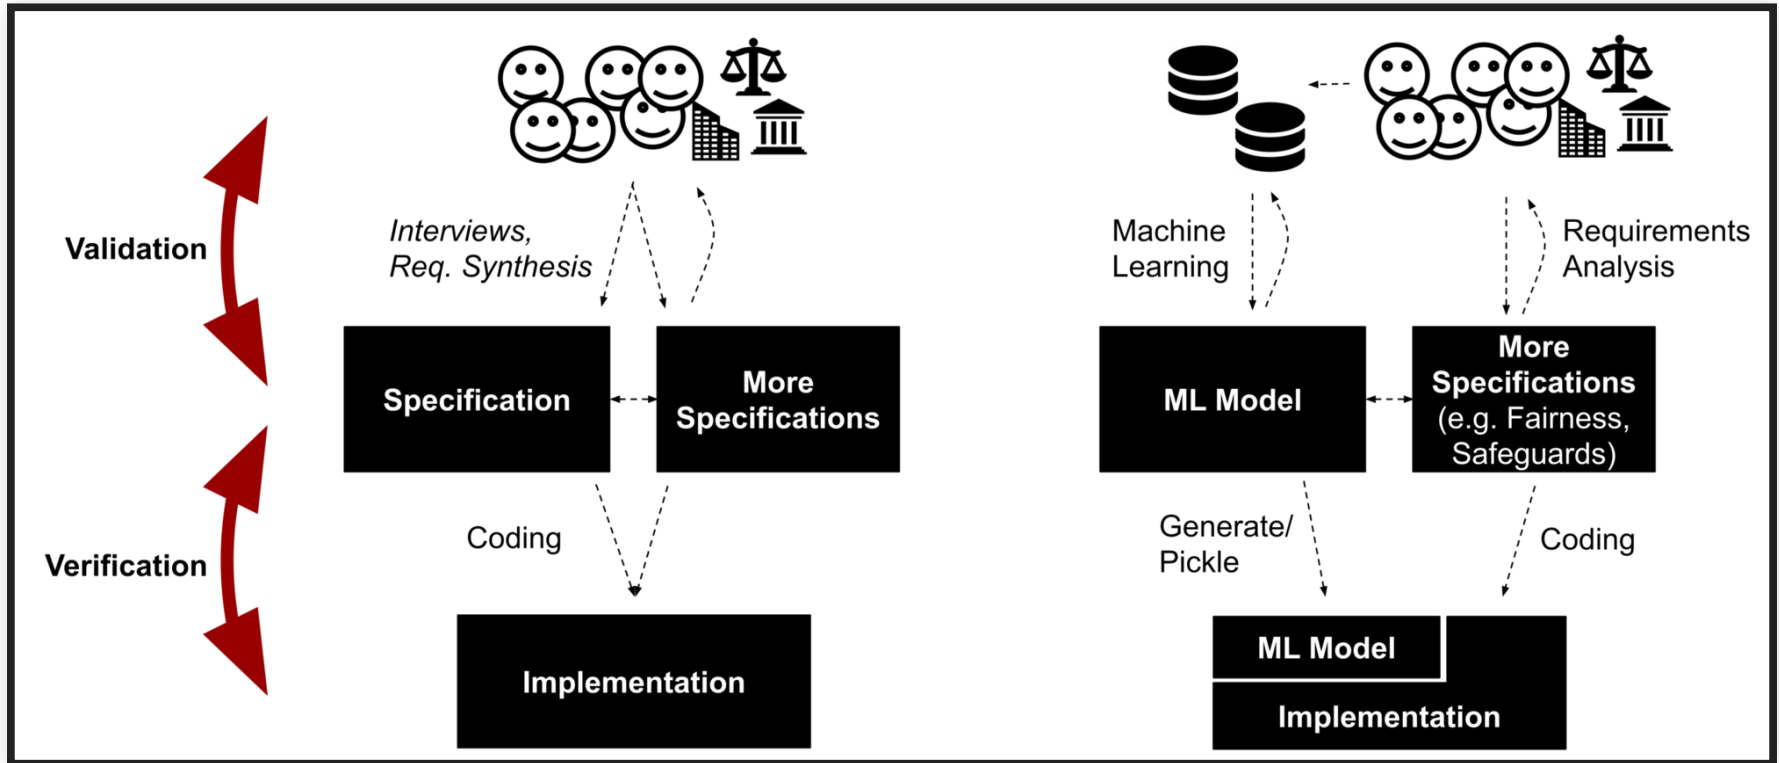 Validation
Verification
Interviews,
Req. Synthesis
Specification
More
Specifications
Coding
Implementation
Machine
Learning
Requirements
Analysis
ML Model
More
Specifications
(e.g. Fairness,
Safeguards)
Generate/
Pickle
Coding
ML Model
Implementation